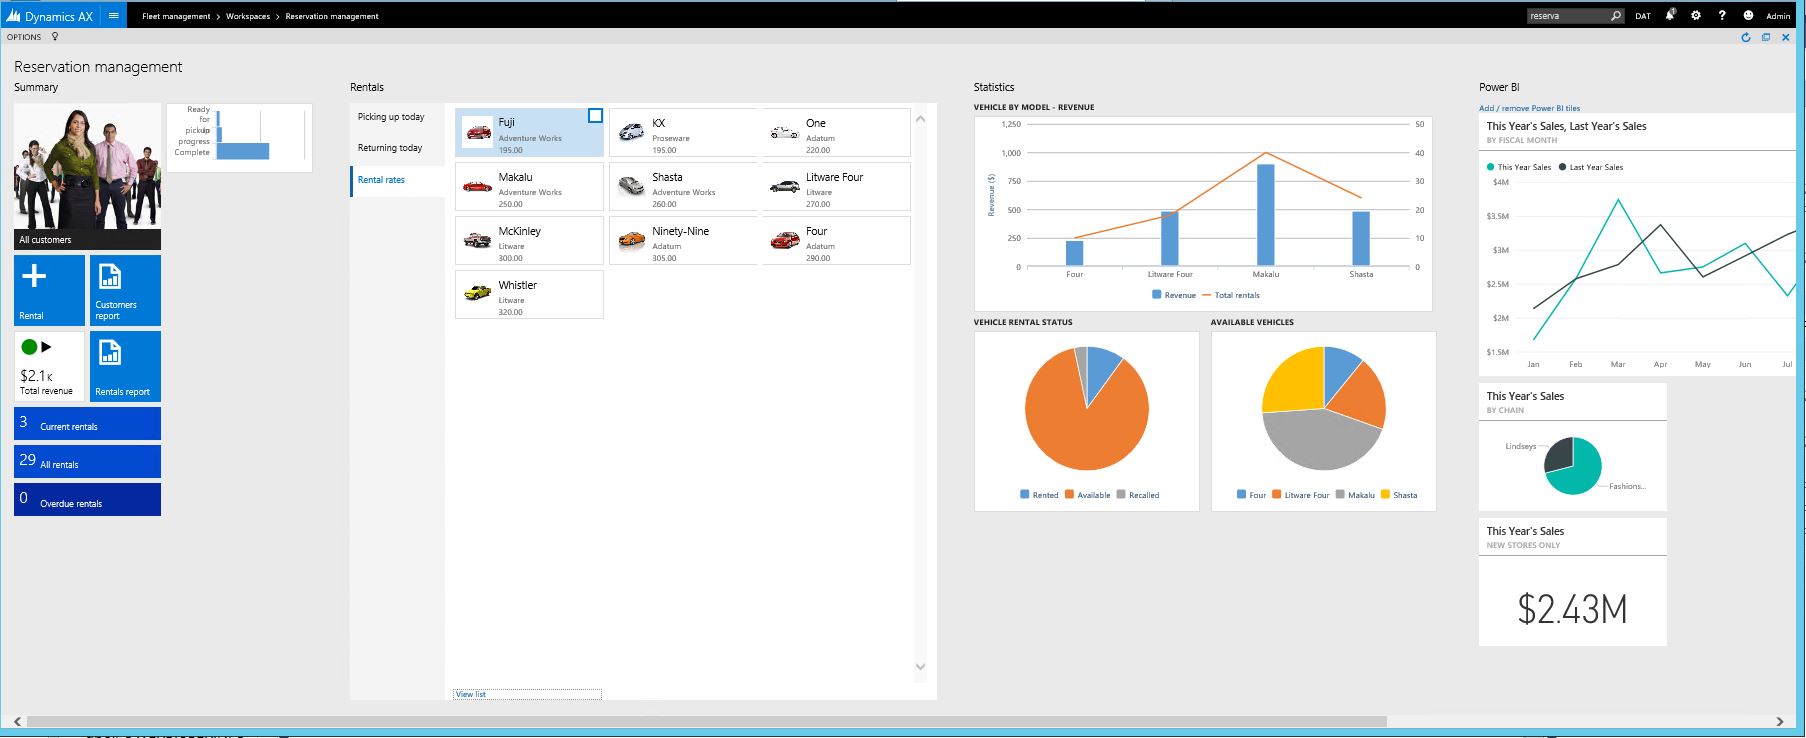 Dynamics AX
Fleet management > Workspaces > Reservation management
reserva
DAT
1
?
Admin
OPTIONS
Reservation management
Summary
Ready
for
pickup
progress
Complete
All customers
Rental
Customers
report
$2.1K
Total revenue
Rentals report
3 Current rentals
29 All rentals
0 Overdue rentals
Rentals
Picking up today
Returning today
Rental rates
Fuji
Adventure Works
195.00
KX
Proseware
195.00
One
Adatum
220.00
Makalu
Adventure Works
250.00
Shasta
Adventure Works
260.00
Litware Four
Litware
270.00
McKinley
Litware
300.00
Ninety-Nine
Adatum
305.00
Four
Adatum
290.00
Whistler
Litware
320.00
View list
Statistics
VEHICLE BY MODEL - REVENUE
1,250
1,000
750
500
250
0
Revenue ($)
50
40
30
20
10
0
Four Litware Four Makalu Shasta
Revenue Total rentals
VEHICLE RENTAL STATUS
Rented Available Recalled
AVAILABLE VEHICLES
Four Litware Four Makalu Shasta
Power BI
Add / remove Power BI tiles
This Year's Sales, Last Year's Sales
BY FISCAL MONTH
This Year Sales Last Year Sales
$4M
$3.5M
$3M
$2.5M
$2M
$1.5M
Jan Feb Mar Apr May Jun Jul
This Year's Sales
BY CHAIN
Lindseys
Fashions...
This Year's Sales
NEW STORES ONLY
$2.43M